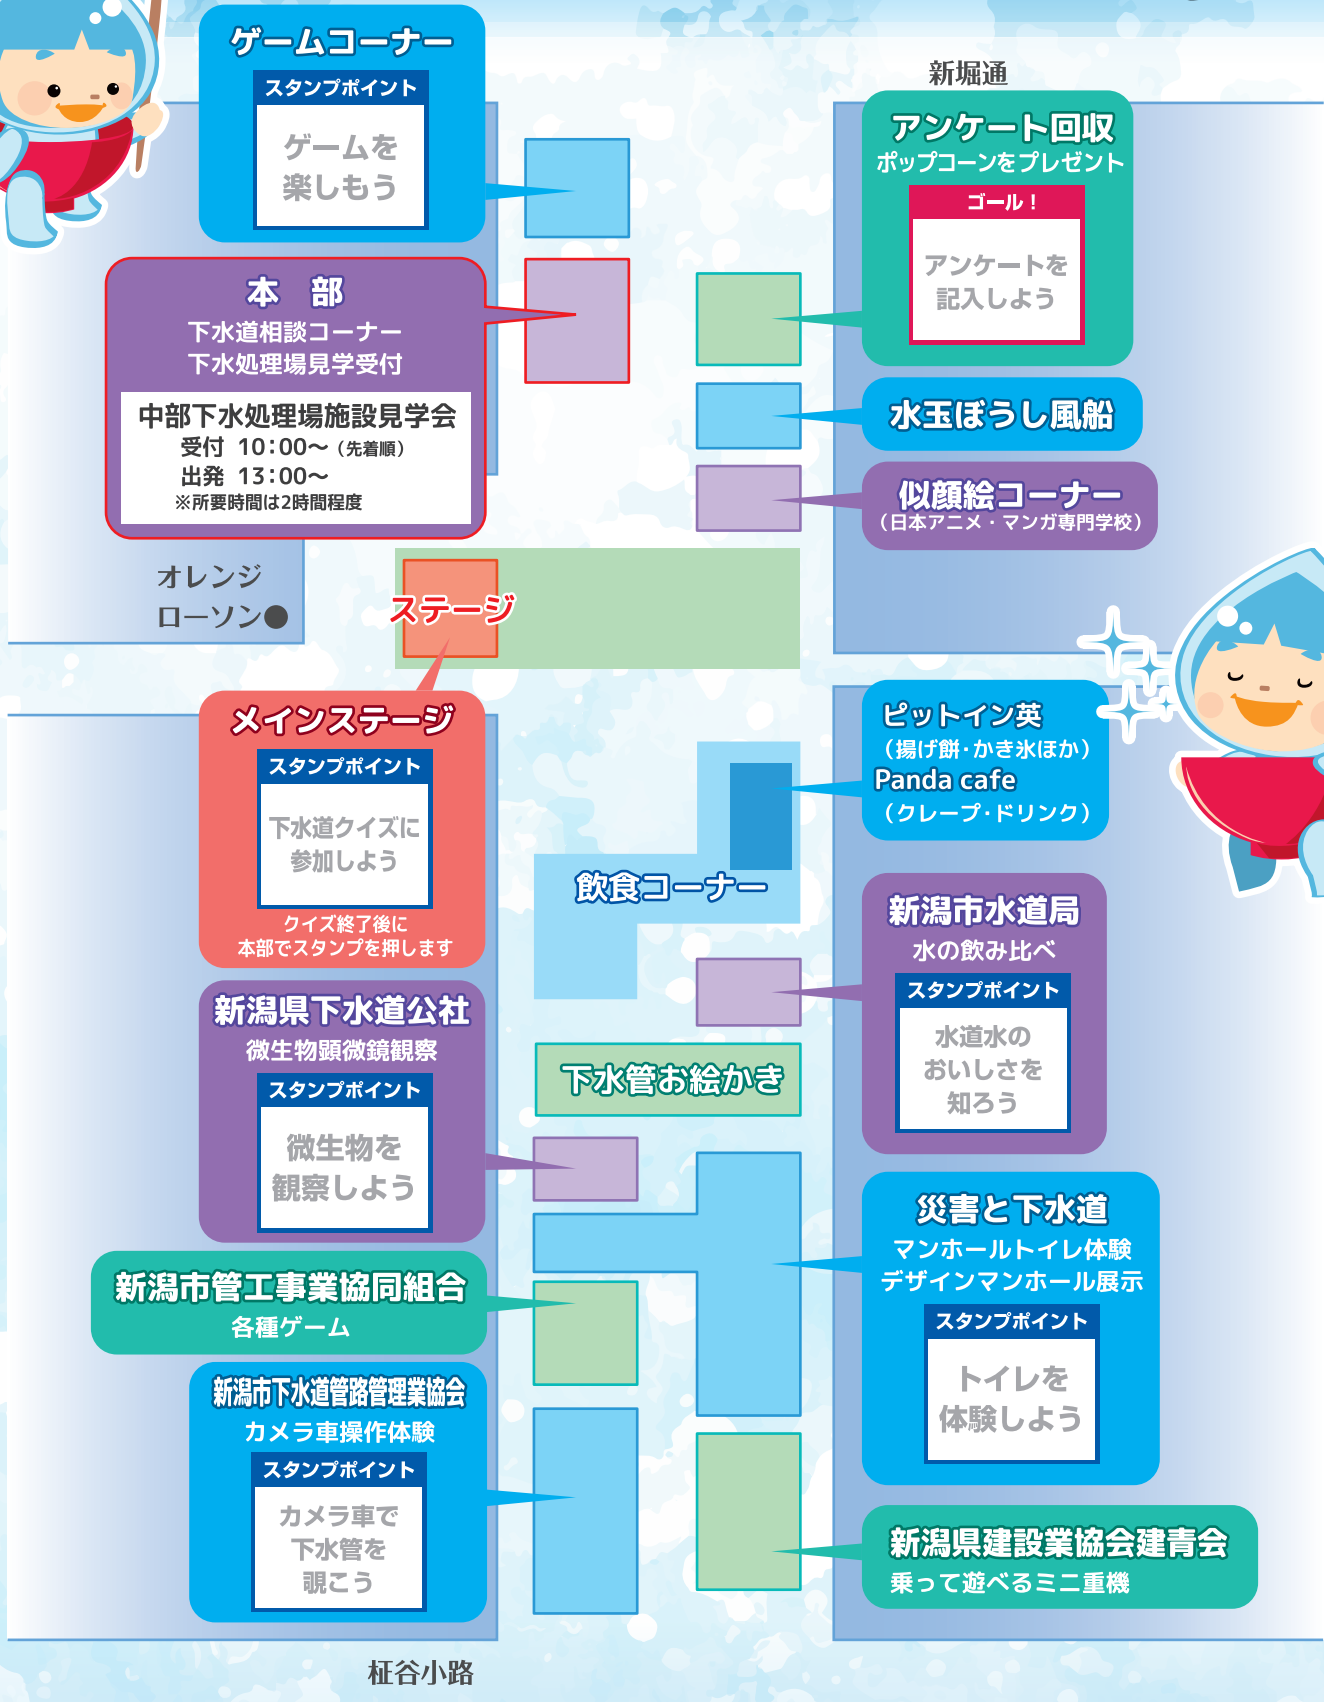 ゲームコーナー
スタンプポイント
ゲームを
楽しもう
本　部
下水道相談コーナー
下水処理場見学受付
中部下水処理場施設見学会
受付 10：00〜（先着順）
出発 13：00〜
※所要時間は2時間程度
オレンジ
ローソン●
新堀通
アンケート回収
ポップコーンをプレゼント
ゴール！
アンケートを
記入しよう
水玉ぼうし風船
似顔絵コーナー
（日本アニメ・マンガ専門学校）
ステージ
メインステージ
スタンプポイント
下水道クイズに
参加しよう
クイズ終了後に
本部でスタンプを押します
ピットイン英
（揚げ餅・かき氷ほか）
Panda cafe
（クレープ・ドリンク）
飲食コーナー
新潟市水道局
水の飲み比べ
スタンプポイント
水道水の
おいしさを
知ろう
新潟県下水道公社
微生物顕微鏡観察
スタンプポイント
微生物を
観察しよう
下水管お絵かき
災害と下水道
マンホールトイレ体験
デザインマンホール展示
スタンプポイント
トイレを
体験しよう
新潟市管工事業協同組合
各種ゲーム
新潟市下水道管路管理業協会
カメラ車操作体験
スタンプポイント
カメラ車で
下水管を
覗こう
新潟県建設業協会建青会
乗って遊べるミニ重機
柾谷小路